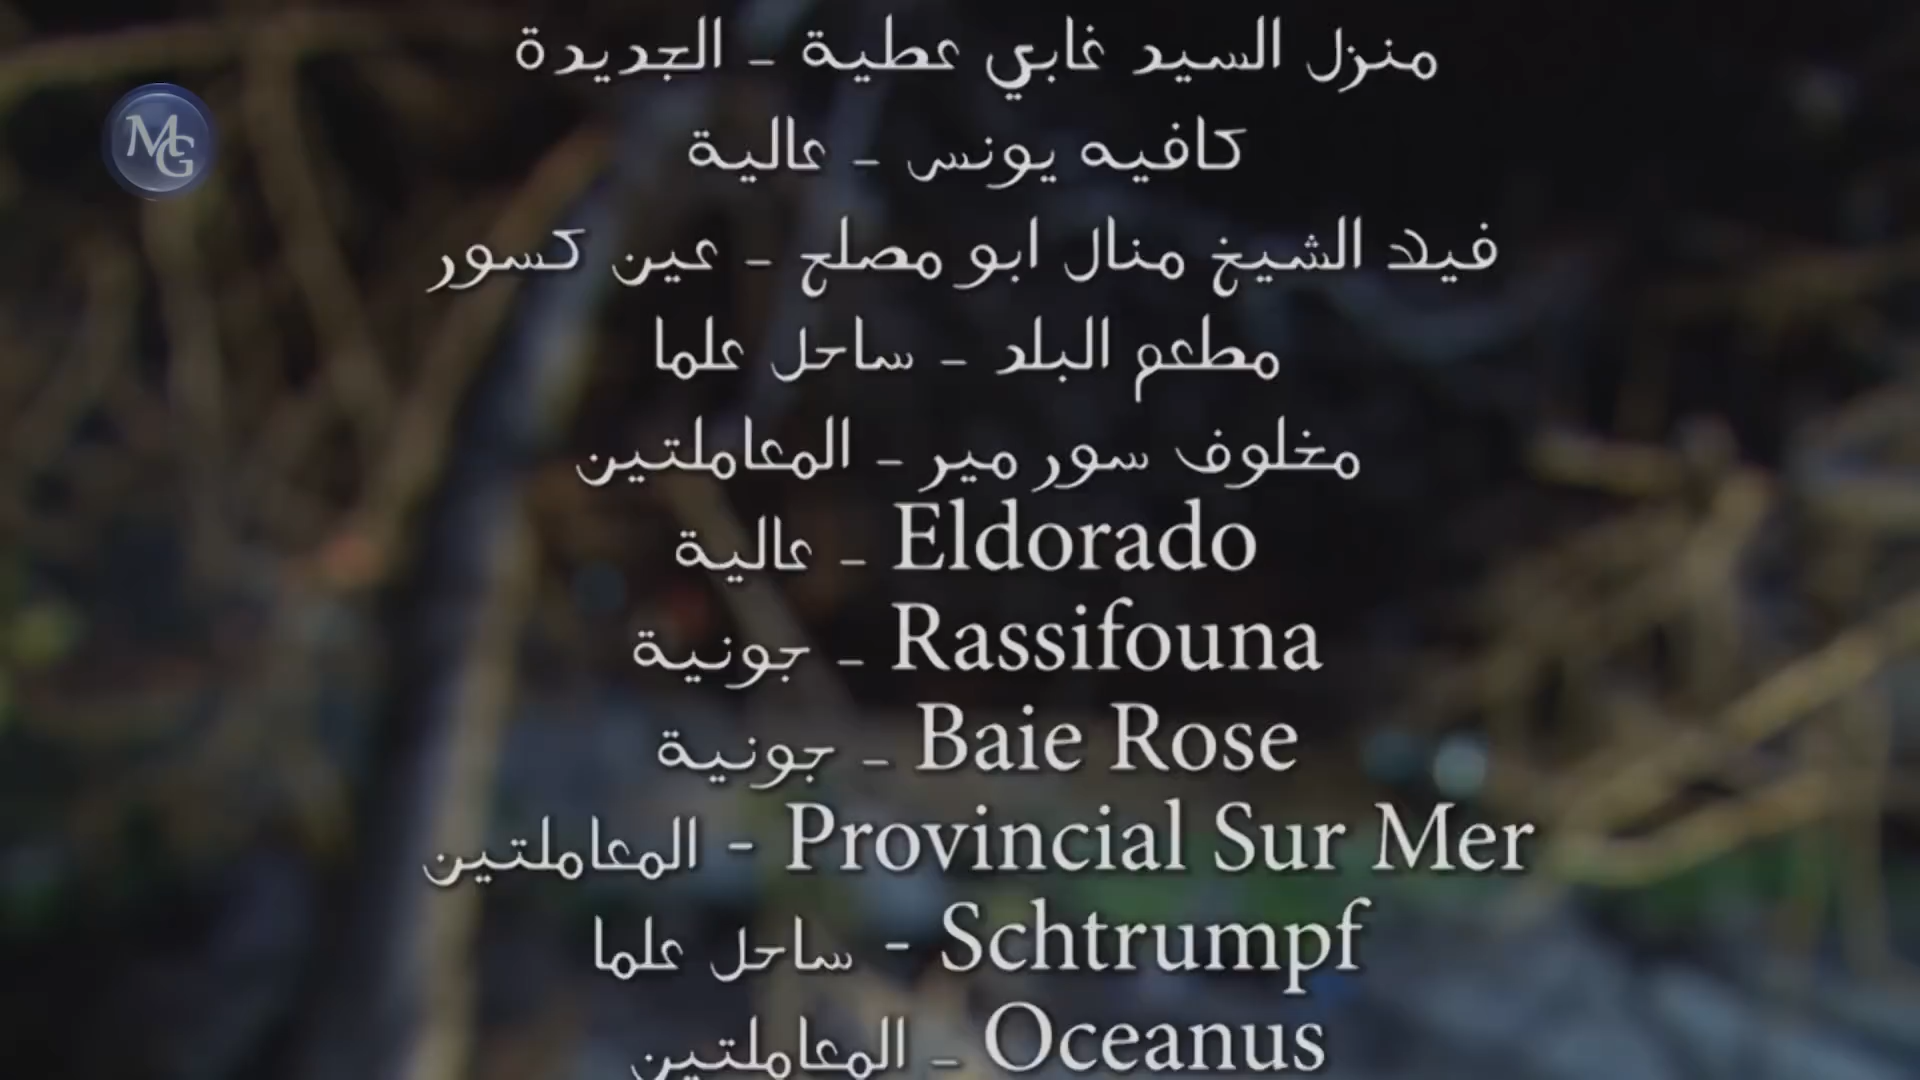 منزل السيد غابي عطية - الجديدة
MG
كافيه يونس - عالية
فيلا الشيخ منال ابو مصلح - عين كسور
مطعم البلد - ساحل علما
مخلوف سور مير - المعاملتين
Eldorado - عالية
Rassifouna - جونية
Baie Rose - جونية
Provincial Sur Mer - المعاملتين
Schtrumpf - ساحل علما
Oceanus - المعاملتين